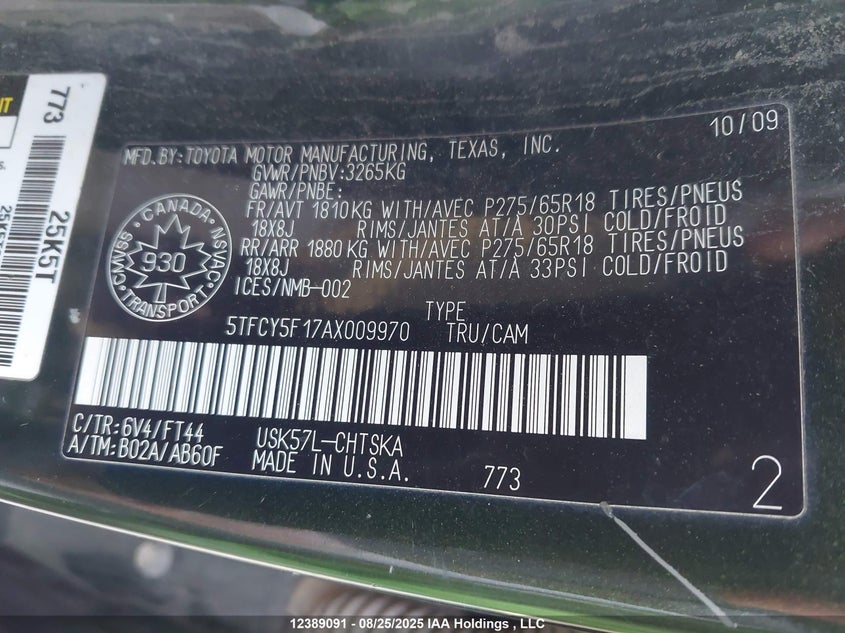 10/09
MFD.BY:TOYOTA MOTOR MANUFACTURING, TEXAS, INC.
GVWR/PNBV:3265KG
GAWR/PNBE:
FR/AVT 1810KG WITH/AVEC P275/65R18 TIRES/PNEUS
18X8J RIMS/JANTES AT/À 30PSI COLD/FROID
RR/ARR 1880 KG WITH/AVEC P275/65R18 TIRES/PNEUS
18X8J RIMS/JANTES AT/À 33PSI COLD/FROID
ICES/NMB-002
CANADA
CMVSS 930 NSVAC
TRANSPORT
TYPE
5TFCY5F17AX009970 TRU/CAM
C/TR:6V4/FT44 USK57L-CHTSKA
A/TM:B02A/AB60F MADE IN U.S.A. 773
2
773
25K5T
12389091 - 08/25/2025 IAA Holdings , LLC